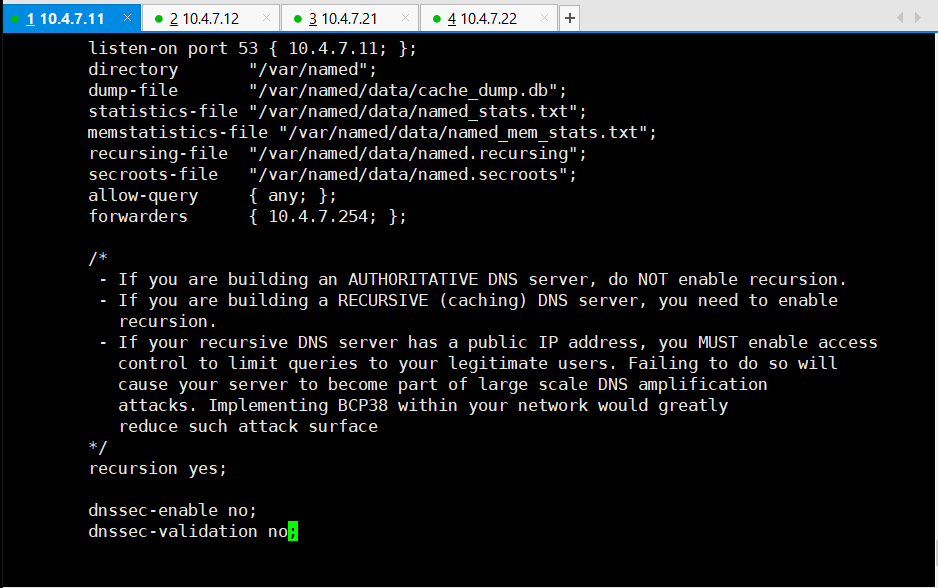 1 10.4.7.11 × 2 10.4.7.12 × 3 10.4.7.21 × 4 10.4.7.22 × +
listen-on port 53 { 10.4.7.11; };
directory       "/var/named";
dump-file       "/var/named/data/cache_dump.db";
statistics-file "/var/named/data/named_stats.txt";
memstatistics-file "/var/named/data/named_mem_stats.txt";
recursing-file  "/var/named/data/named.recursing";
secroots-file   "/var/named/data/named.secroots";
allow-query     { any; };
forwarders      { 10.4.7.254; };
/*
- If you are building an AUTHORITATIVE DNS server, do NOT enable recursion.
- If you are building a RECURSIVE (caching) DNS server, you need to enable
recursion.
- If your recursive DNS server has a public IP address, you MUST enable access
control to limit queries to your legitimate users. Failing to do so will
cause your server to become part of large scale DNS amplification
attacks. Implementing BCP38 within your network would greatly
reduce such attack surface
*/
recursion yes;
dnssec-enable no;
dnssec-validation no;